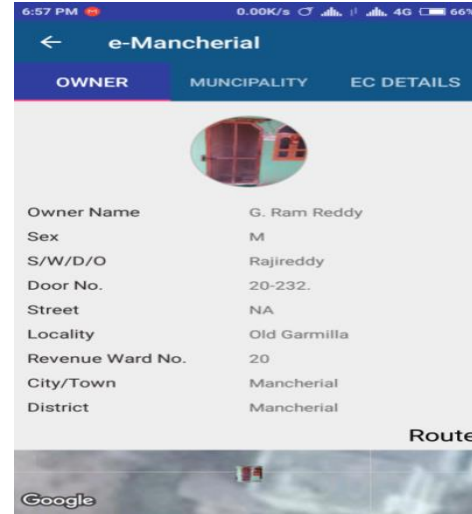 6:57 PM 0.00K/s 4G 66%
← e-Mancherial
OWNER MUNCIPALITY EC DETAILS
Owner Name G. Ram Reddy
Sex M
S/W/D/O Rajireddy
Door No. 20-232.
Street NA
Locality Old Garmilla
Revenue Ward No. 20
City/Town Mancherial
District Mancherial
Route
Google